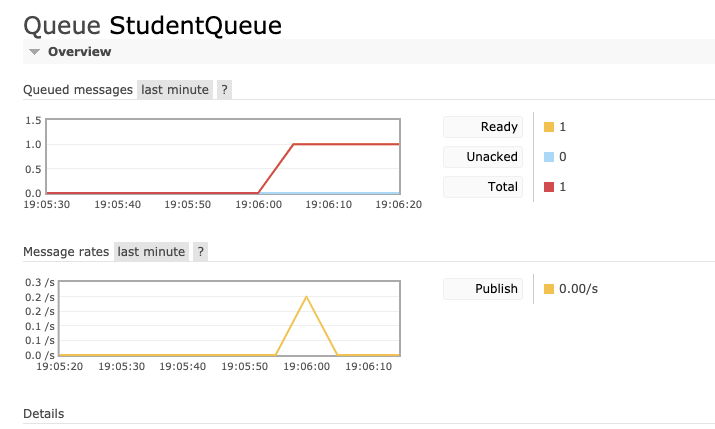 Queue StudentQueue
Overview
Queued messages last minute ?
1.5
1.0
0.5
0.0
19:05:30 19:05:40 19:05:50 19:06:00 19:06:10 19:06:20
Ready 1
Unacked 0
Total 1
Message rates last minute ?
0.3 /s
0.2 /s
0.2 /s
0.1 /s
0.1 /s
0.0 /s
19:05:20 19:05:30 19:05:40 19:05:50 19:06:00 19:06:10
Publish 0.00/s
Details